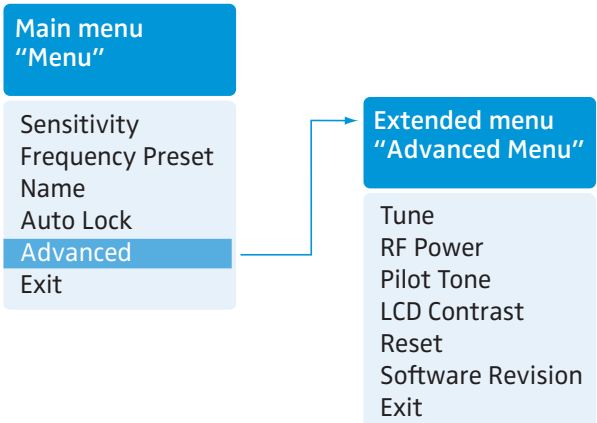 Main menu
“Menu”
Sensitivity
Frequency Preset
Name
Auto Lock
Advanced
Exit
Extended menu
“Advanced Menu”
Tune
RF Power
Pilot Tone
LCD Contrast
Reset
Software Revision
Exit